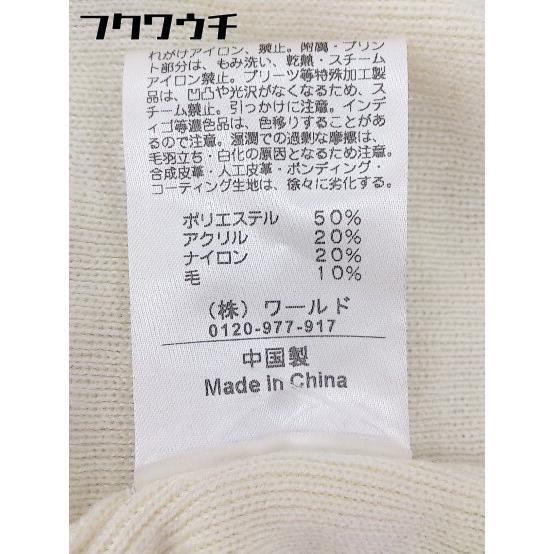 フクワウチ
れがけアイロン、禁止。附属・プリン
ト部分は、もみ洗い、乾熱・スチーム
アイロン禁止。プリーツ等特殊加工製
品は、凹凸や光沢がなくなるため、ス
チーム禁止。引っかけに注意。インデ
ィゴ等濃色品は、色移りすることがあ
るので注意。湿潤での過剰な摩擦は、
毛羽立ち・白化の原因となるため注意。
合成皮革・人工皮革・ボンディング・
コーティング生地は、徐々に劣化する。
ポリエステル 50%
アクリル 20%
ナイロン 20%
毛 10%
(株)ワールド
0120-977-917
中国製
Made in China